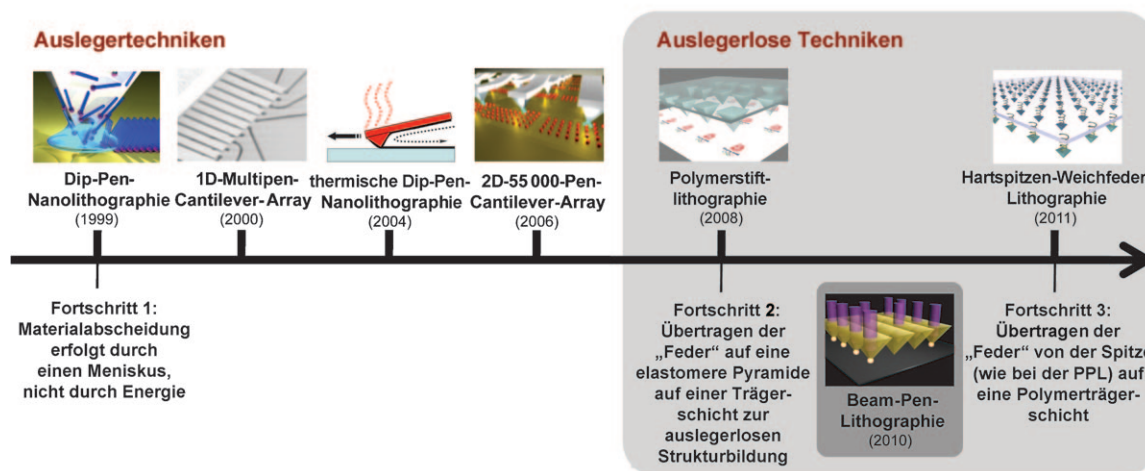 Auslegertechniken
Auslegerlose Techniken
Dip-Pen-
Nanolithographie
(1999)
1D-Multipen-
Cantilever-Array
(2000)
thermische Dip-Pen-
Nanolithographie
(2004)
2D-55 000-Pen-
Cantilever-Array
(2006)
Polymerstift-
lithographie
(2008)
Hartspitzen-Weichfeder
Lithographie
(2011)
Fortschritt 1:
Materialabscheidung
erfolgt durch
einen Meniskus,
nicht durch Energie
Fortschritt 2:
Übertragen der
„Feder“ auf eine
elastomere Pyramide
auf einer Träger-
schicht zur
auslegerlosen
Strukturbildung
Beam-Pen-
Lithographie
(2010)
Fortschritt 3:
Übertragen der
„Feder“ von der Spitze
(wie bei der PPL) auf
eine Polymerträger-
schicht